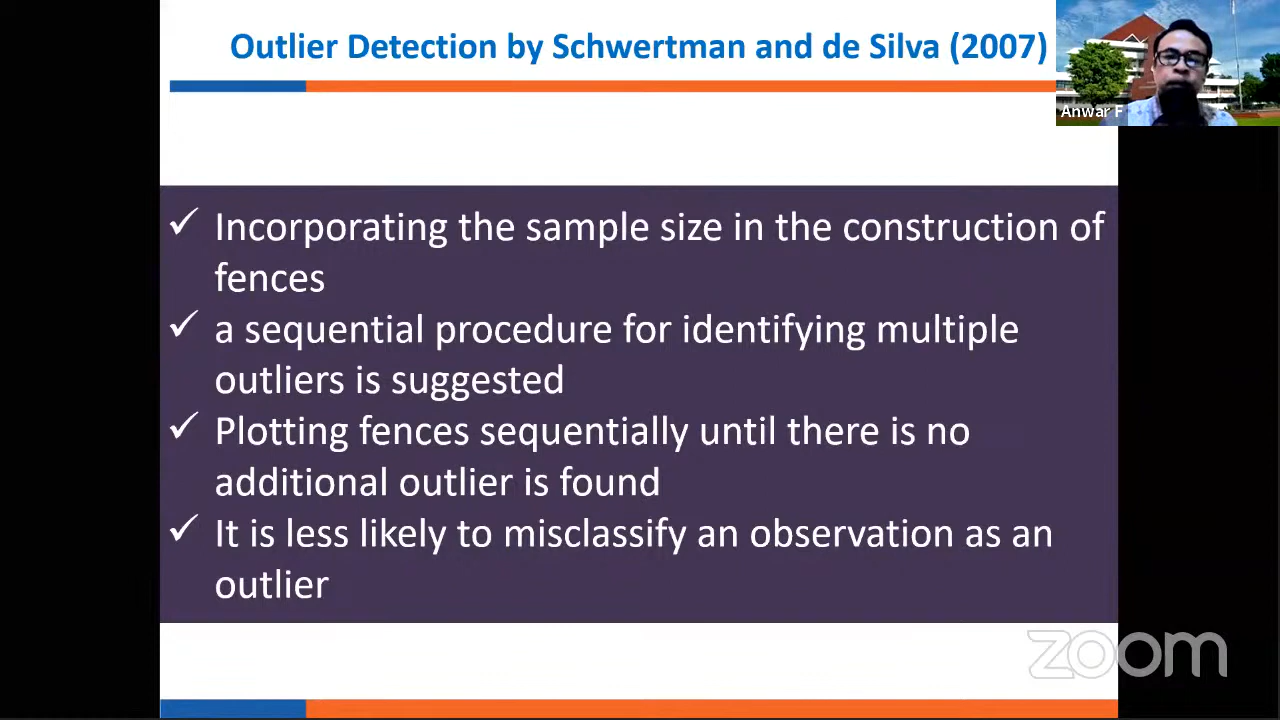 Outlier Detection by Schwertman and de Silva (2007)
Anwar F
✓ Incorporating the sample size in the construction of
fences
✓ a sequential procedure for identifying multiple
outliers is suggested
✓ Plotting fences sequentially until there is no
additional outlier is found
✓ It is less likely to misclassify an observation as an
outlier
zoom